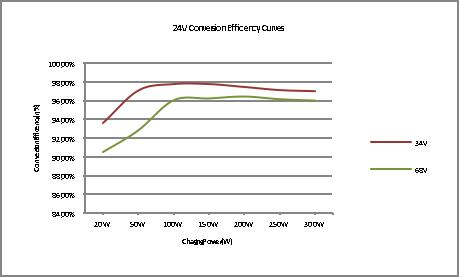 24V Conversion Efficiency Curves
100.00%
98.00%
96.00%
94.00%
92.00%
90.00%
88.00%
86.00%
84.00%
Conversion Efficiency(%)
20W 50W 100W 150W 200W 250W 300W
Charging Power(W)
34V
68V